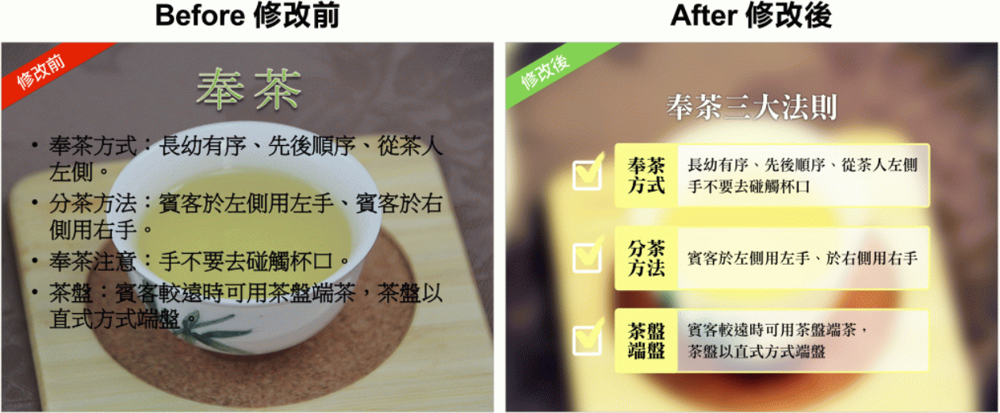 Before 修改前
修改前
奉茶
• 奉茶方式：長幼有序、先後順序、從茶人
左側。
• 分茶方法：賓客於左側用左手、賓客於右
側用右手。
• 奉茶注意：手不要去碰觸杯口。
• 茶盤：賓客較遠時可用茶盤端茶，茶盤以
直式方式端盤。
After 修改後
修改後
奉茶三大法則
奉茶
方式
長幼有序、先後順序、從茶人左側
手不要去碰觸杯口
分茶
方法
賓客於左側用左手、於右側用右手
茶盤
端盤
賓客較遠時可用茶盤端茶，
茶盤以直式方式端盤